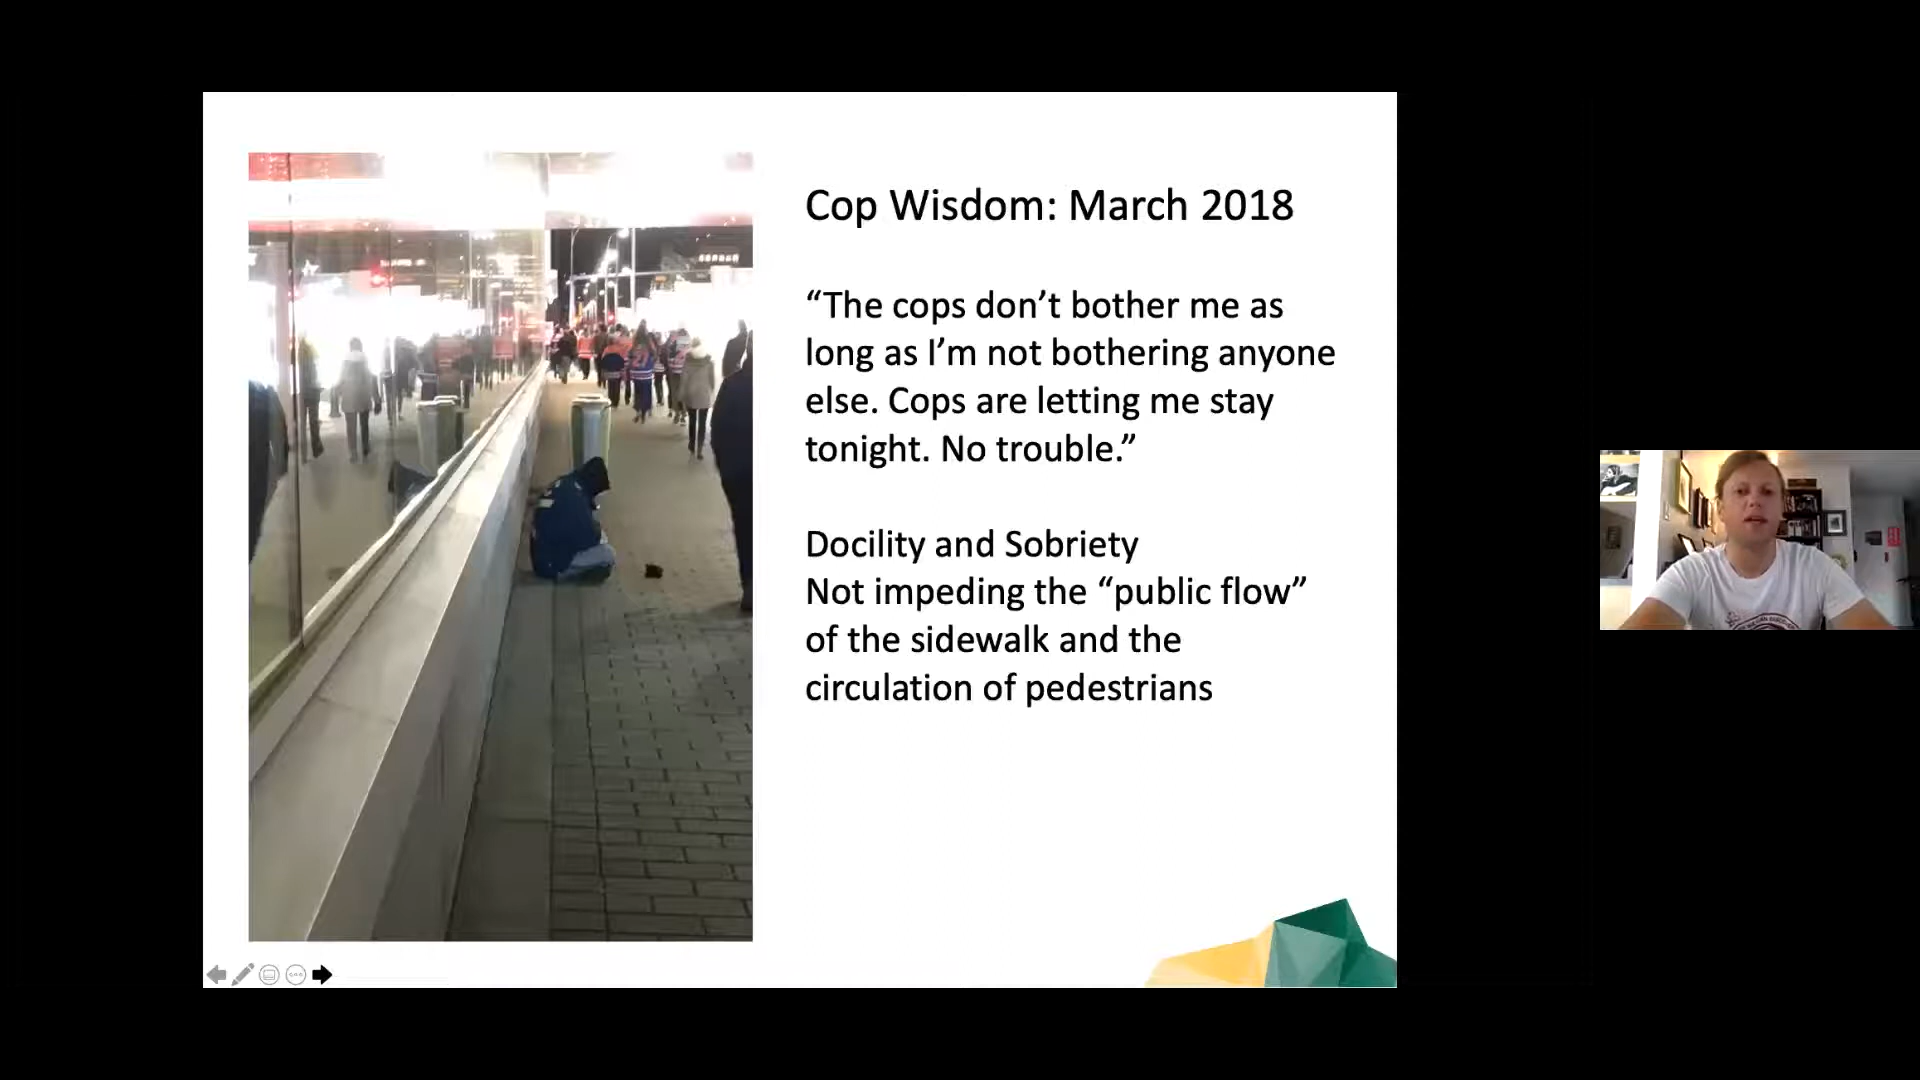 Cop Wisdom: March 2018
“The cops don’t bother me as
long as I’m not bothering anyone
else. Cops are letting me stay
tonight. No trouble.”
Docility and Sobriety
Not impeding the “public flow”
of the sidewalk and the
circulation of pedestrians